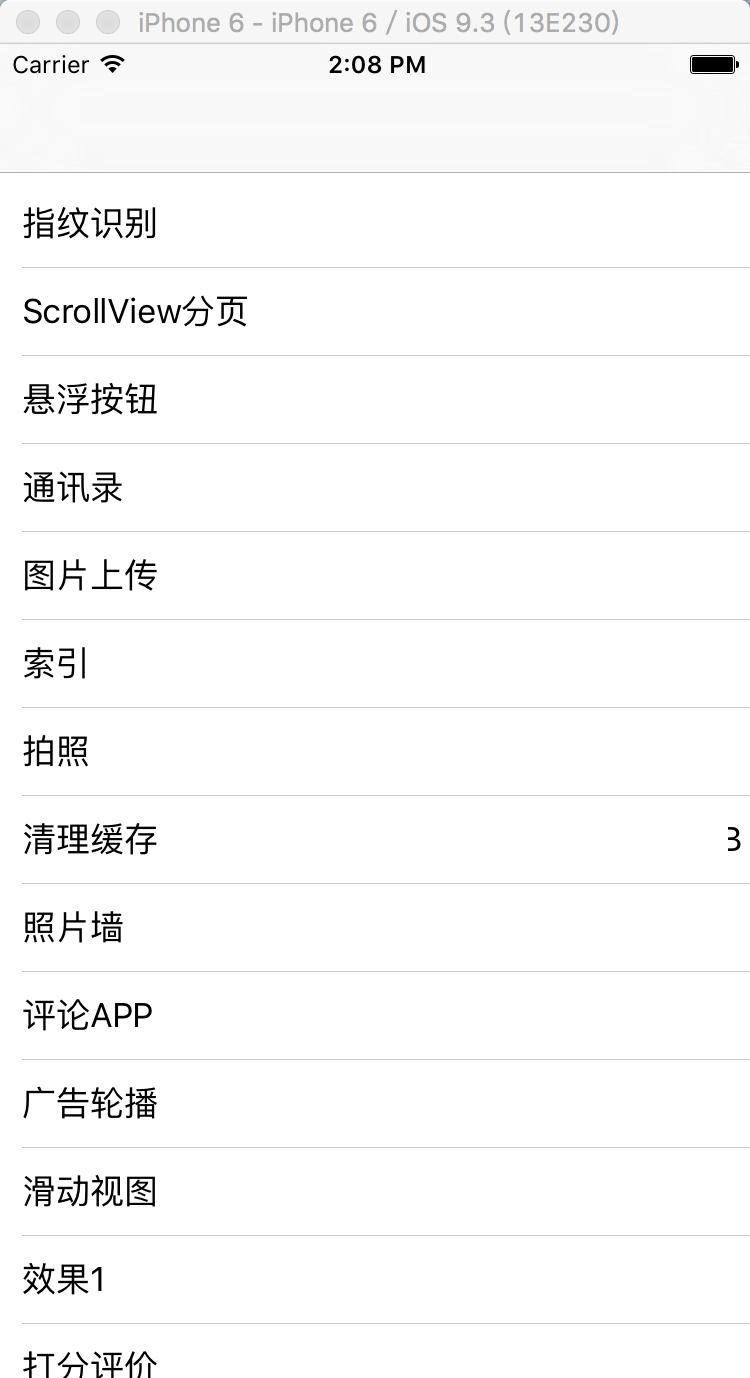 iPhone 6 - iPhone 6 / iOS 9.3 (13E230)
Carrier 2:08 PM
指纹识别
ScrollView分页
悬浮按钮
通讯录
图片上传
索引
拍照
清理缓存 B
照片墙
评论APP
广告轮播
滑动视图
效果1
打分评价